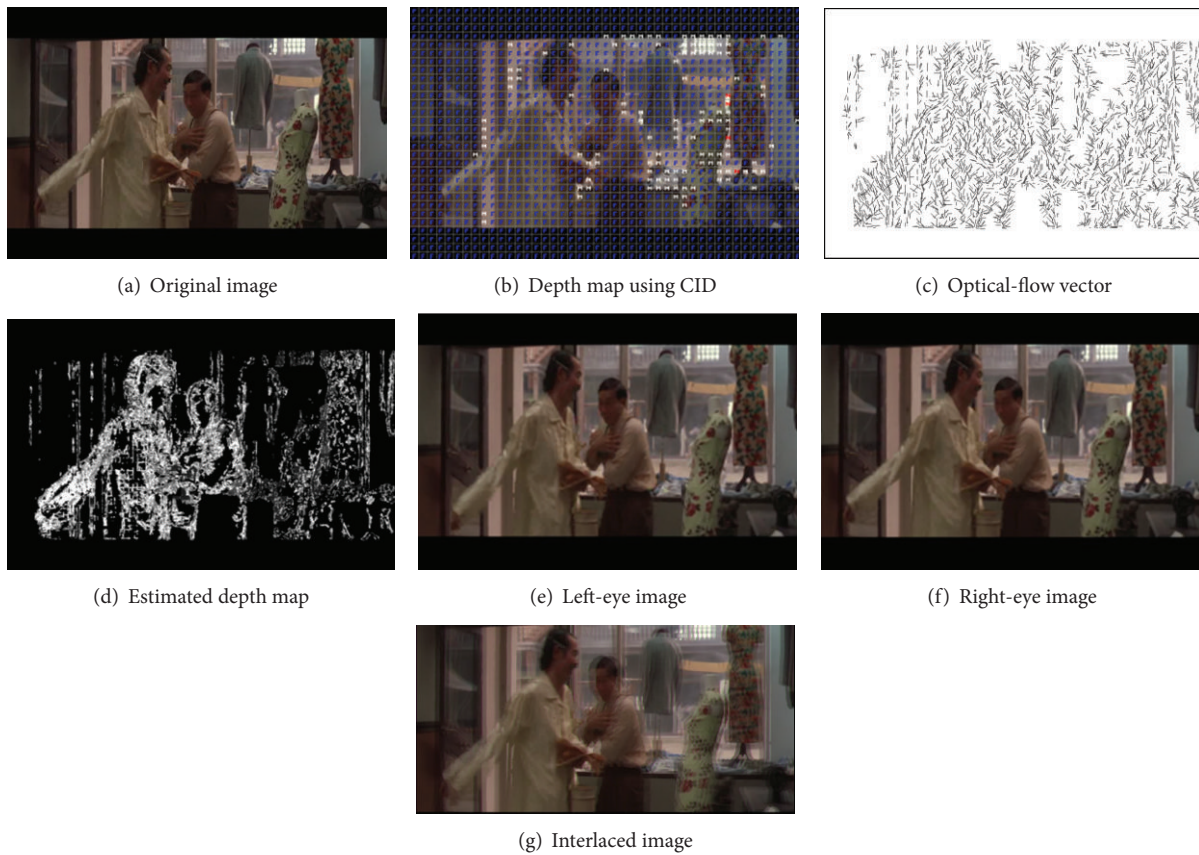 (a) Original image
(b) Depth map using CID
(c) Optical-flow vector
(d) Estimated depth map
(e) Left-eye image
(f) Right-eye image
(g) Interlaced image